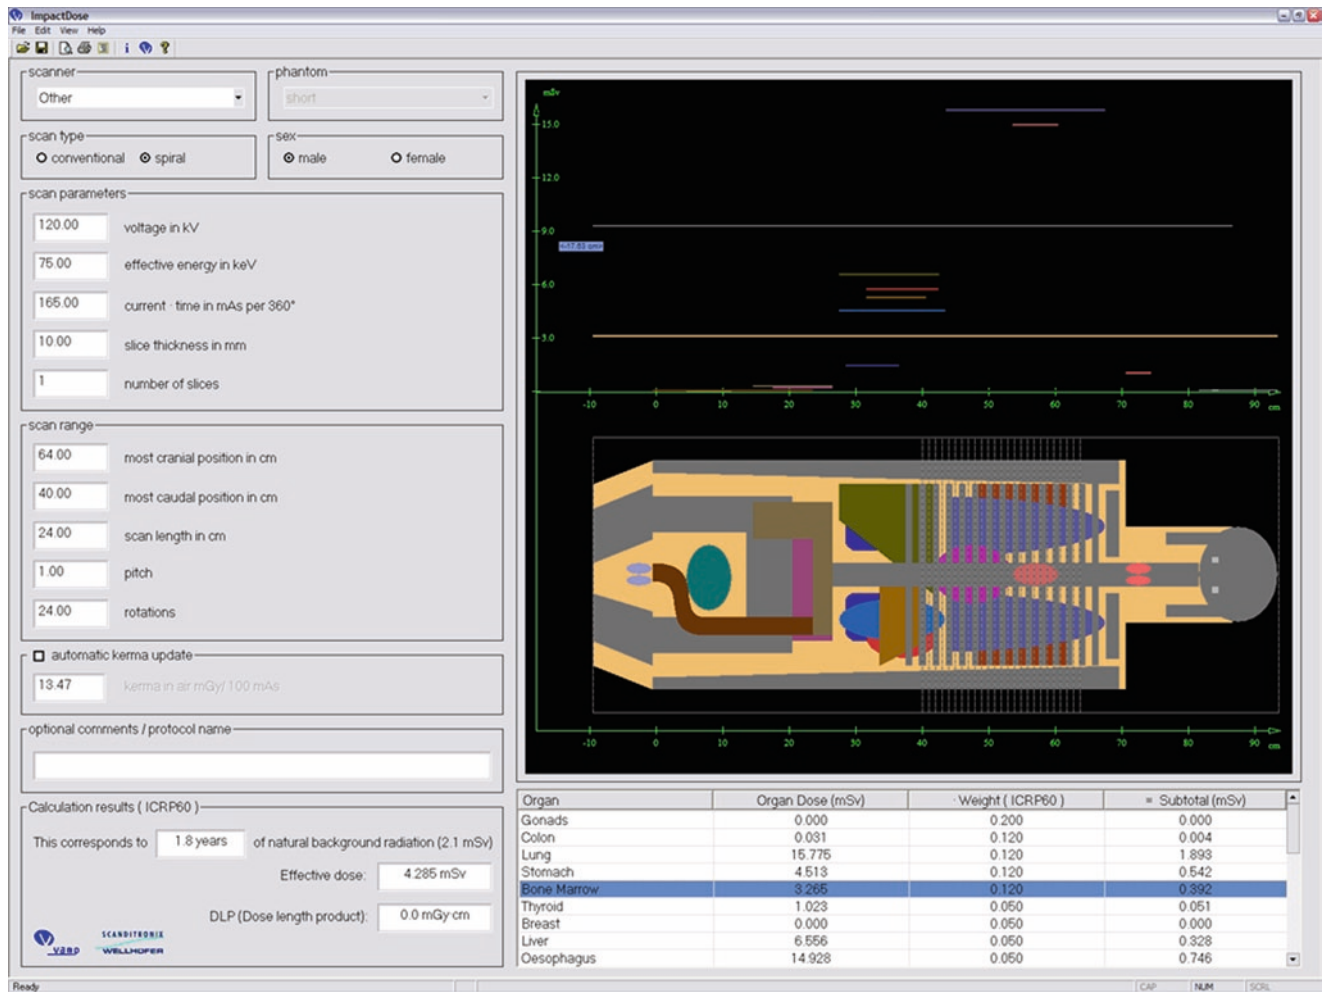 ImpactDose
File Edit View Help
scanner
Other
phantom
short
scan type
conventional spiral
sex
male female
scan parameters
120.00 voltage in kV
75.00 effective energy in keV
165.00 current · time in mAs per 360°
10.00 slice thickness in mm
1 number of slices
scan range
64.00 most cranial position in cm
40.00 most caudal position in cm
24.00 scan length in cm
1.00 pitch
24.00 rotations
automatic kerma update
13.47 kerma in air mGy/ 100 mAs
optional comments / protocol name
Calculation results ( ICRP60 )
This corresponds to 1.8 years of natural background radiation (2.1 mSv)
Effective dose: 4.285 mSv
DLP (Dose length product): 0.0 mGy cm
vamp
SCANDITRONIX
WELLHOFER
mSv
15.0
12.0
9.0
<-17.63 cm>
6.0
3.0
-10 0 10 20 30 40 50 60 70 80 90 cm
-10 0 10 20 30 40 50 60 70 80 90 cm
Organ Organ Dose (mSv) · Weight ( ICRP60 ) = Subtotal (mSv)
Gonads 0.000 0.200 0.000
Colon 0.031 0.120 0.004
Lung 15.775 0.120 1.893
Stomach 4.513 0.120 0.542
Bone Marrow 3.265 0.120 0.392
Thyroid 1.023 0.050 0.051
Breast 0.000 0.050 0.000
Liver 6.556 0.050 0.328
Oesophagus 14.928 0.050 0.746
Ready
CAP NUM SCRL